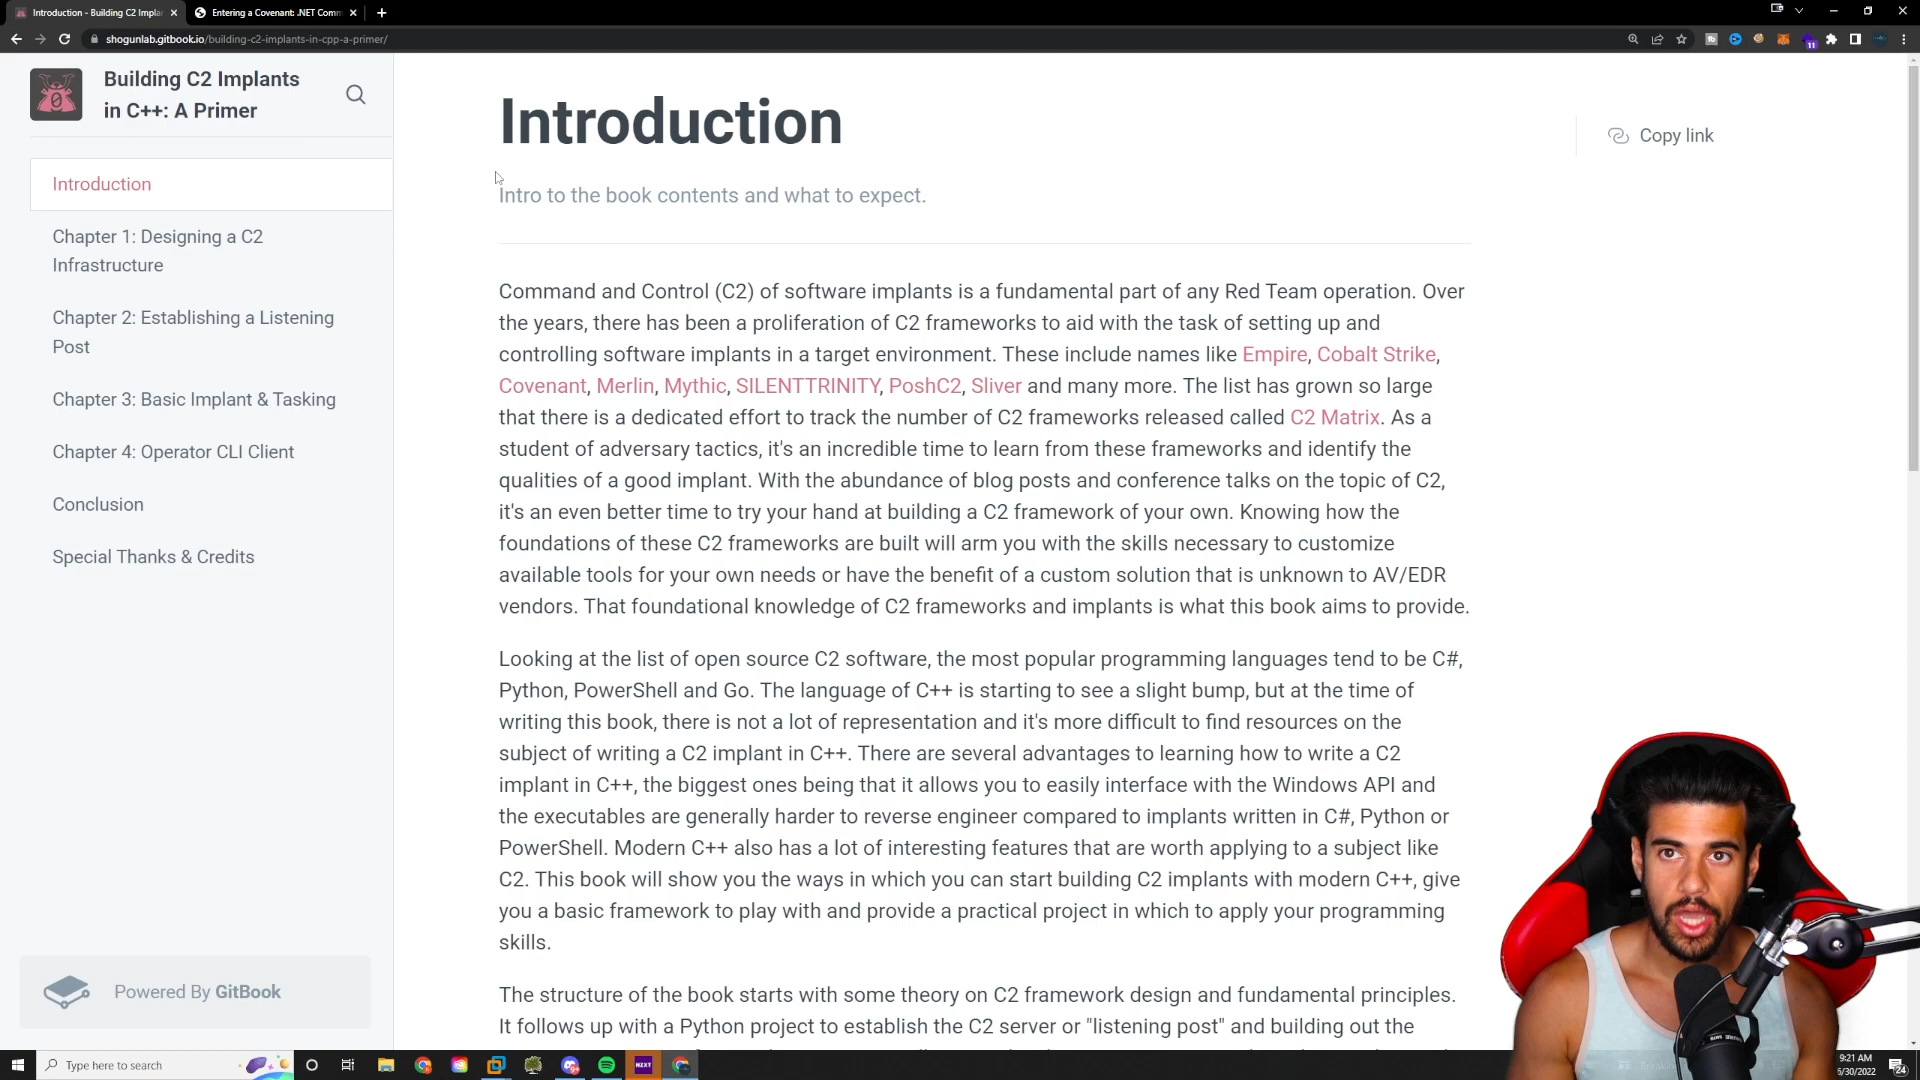 Introduction - Building C2 Impla
Entering a Covenant: .NET Comm
shogunlab.gitbook.io/building-c2-implants-in-cpp-a-primer/
11
Building C2 Implants
in C++: A Primer
Introduction
Chapter 1: Designing a C2
Infrastructure
Chapter 2: Establishing a Listening
Post
Chapter 3: Basic Implant & Tasking
Chapter 4: Operator CLI Client
Conclusion
Special Thanks & Credits
Powered By GitBook
Introduction
Copy link
Intro to the book contents and what to expect.
Command and Control (C2) of software implants is a fundamental part of any Red Team operation. Over
the years, there has been a proliferation of C2 frameworks to aid with the task of setting up and
controlling software implants in a target environment. These include names like Empire, Cobalt Strike,
Covenant, Merlin, Mythic, SILENTTRINITY, PoshC2, Sliver and many more. The list has grown so large
that there is a dedicated effort to track the number of C2 frameworks released called C2 Matrix. As a
student of adversary tactics, it's an incredible time to learn from these frameworks and identify the
qualities of a good implant. With the abundance of blog posts and conference talks on the topic of C2,
it's an even better time to try your hand at building a C2 framework of your own. Knowing how the
foundations of these C2 frameworks are built will arm you with the skills necessary to customize
available tools for your own needs or have the benefit of a custom solution that is unknown to AV/EDR
vendors. That foundational knowledge of C2 frameworks and implants is what this book aims to provide.
Looking at the list of open source C2 software, the most popular programming languages tend to be C#,
Python, PowerShell and Go. The language of C++ is starting to see a slight bump, but at the time of
writing this book, there is not a lot of representation and it's more difficult to find resources on the
subject of writing a C2 implant in C++. There are several advantages to learning how to write a C2
implant in C++, the biggest ones being that it allows you to easily interface with the Windows API and
the executables are generally harder to reverse engineer compared to implants written in C#, Python or
PowerShell. Modern C++ also has a lot of interesting features that are worth applying to a subject like
C2. This book will show you the ways in which you can start building C2 implants with modern C++, give
you a basic framework to play with and provide a practical project in which to apply your programming
skills.
The structure of the book starts with some theory on C2 framework design and fundamental principles.
It follows up with a Python project to establish the C2 server or "listening post" and building out the
Type here to search
NZXT
9:21 AM
6/30/2022
24